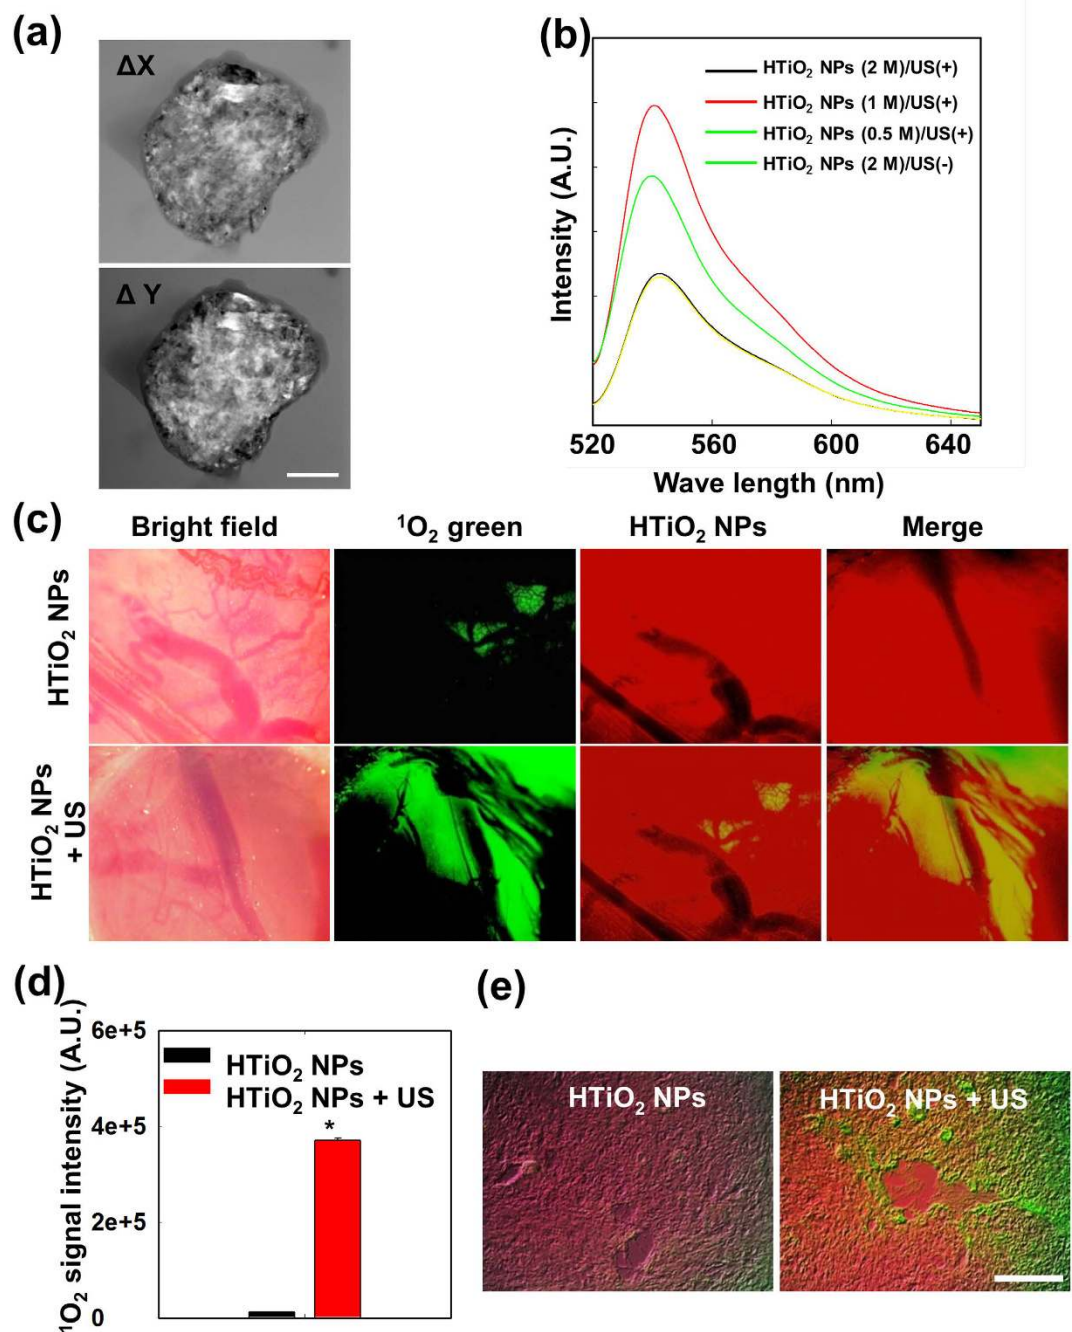 (a)
ΔX
Δ Y
(b)
HTiO₂ NPs (2 M)/US(+)
HTiO₂ NPs (1 M)/US(+)
HTiO₂ NPs (0.5 M)/US(+)
HTiO₂ NPs (2 M)/US(-)
Intensity (A.U.)
520 560 600 640
Wave length (nm)
(c)
Bright field ¹O₂ green HTiO₂ NPs Merge
HTiO₂ NPs
HTiO₂ NPs
+ US
(d)
¹O₂ signal intensity (A.U.)
6e+5
4e+5
2e+5
0
HTiO₂ NPs
HTiO₂ NPs + US
*
(e)
HTiO₂ NPs HTiO₂ NPs + US